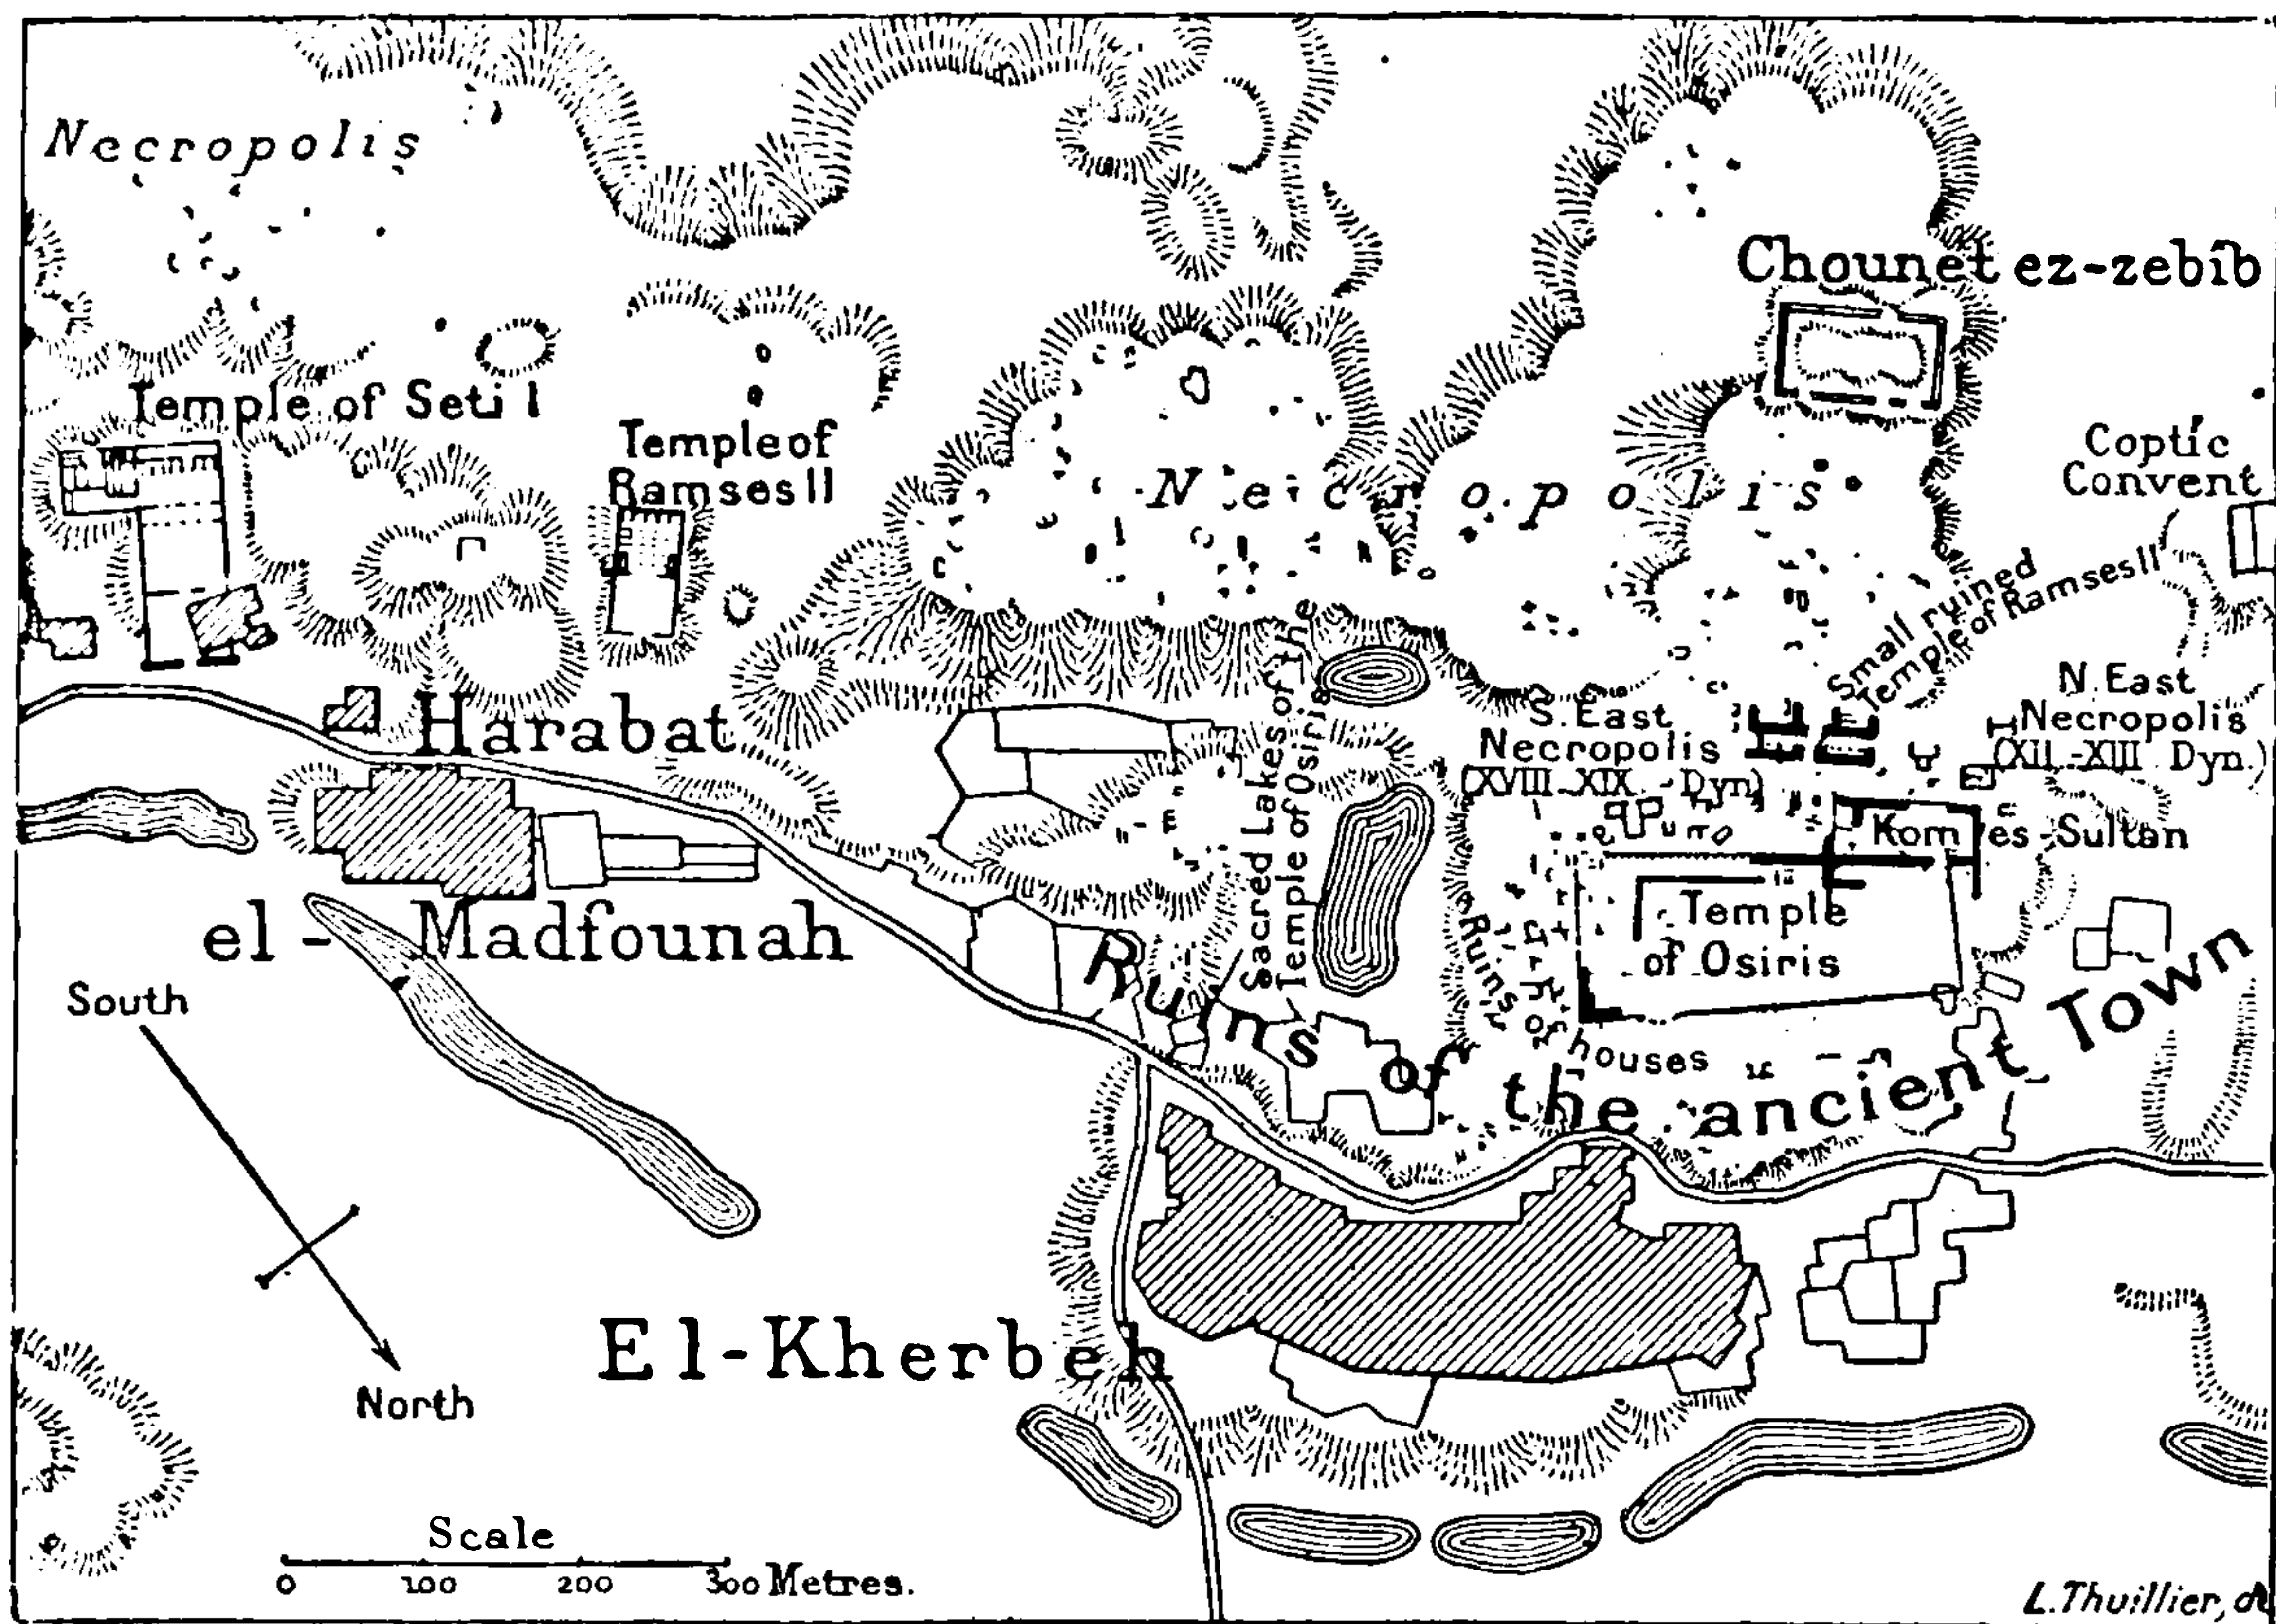 Necropolis
Chounet ez-zebîb
Temple of Seti I
Temple of
Ramses II
Coptic
Convent
Necropolis
Small ruined
Temple of Ramses II
Sacred Lakes of the
Temple of Osiris
S. East
Necropolis
(XVIII-XIX. Dyn)
N. East
Necropolis
(XII.-XIII. Dyn.)
Harabat
el-Madfounah
Kom es-Sultan
Temple
of Osiris
Ruins of houses
Ruins of the ancient Town
South
North
El-Kherbeh
Scale
0 100 200 300 Metres.
L. Thuillier,